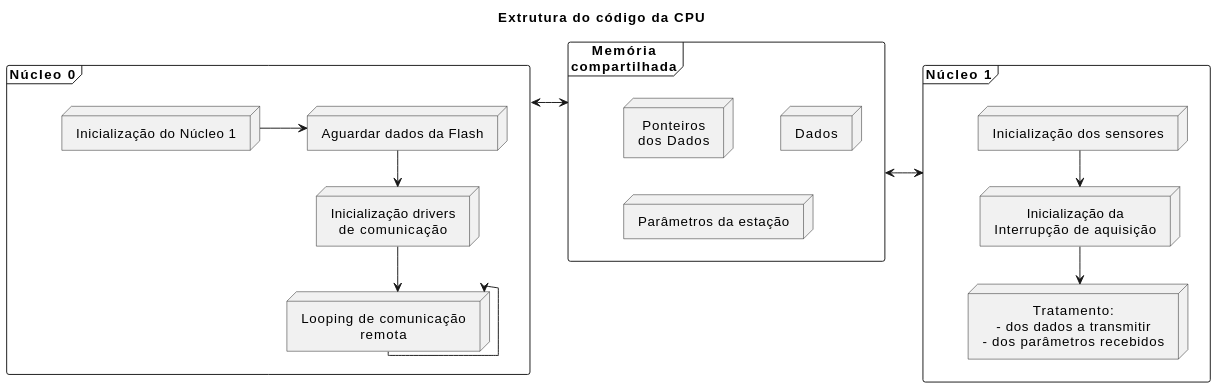 Extrutura do código da CPU
Núcleo 0
Inicialização do Núcleo 1
Aguardar dados da Flash
Inicialização drivers
de comunicação
Looping de comunicação
remota
Memória
compartilhada
Ponteiros
dos Dados
Dados
Parâmetros da estação
Núcleo 1
Inicialização dos sensores
Inicialização da
Interrupção de aquisição
Tratamento:
- dos dados a transmitir
- dos parâmetros recebidos